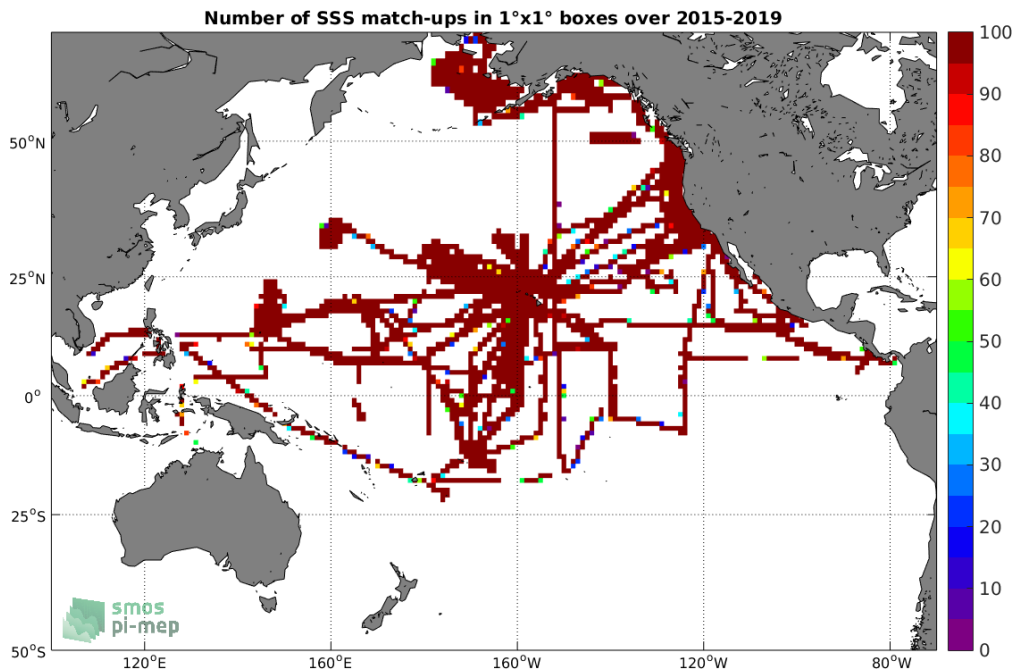 Number of SSS match-ups in 1°x1° boxes over 2015-2019
50°N
25°N
0°
25°S
50°S
120°E
160°E
160°W
120°W
80°W
100
90
80
70
60
50
40
30
20
10
0
smos
pi-mep